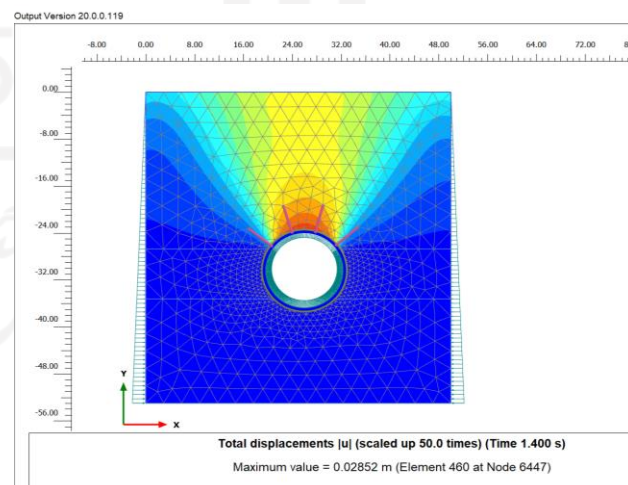 Output Version 20.0.0.119
-8.00 0.00 8.00 16.00 24.00 32.00 40.00 48.00 56.00 64.00 72.00
0.00
-8.00
-16.00
-24.00
-32.00
-40.00
-48.00
-56.00
Y
X
Total displacements |u| (scaled up 50.0 times) (Time 1.400 s)
Maximum value = 0.02852 m (Element 460 at Node 6447)